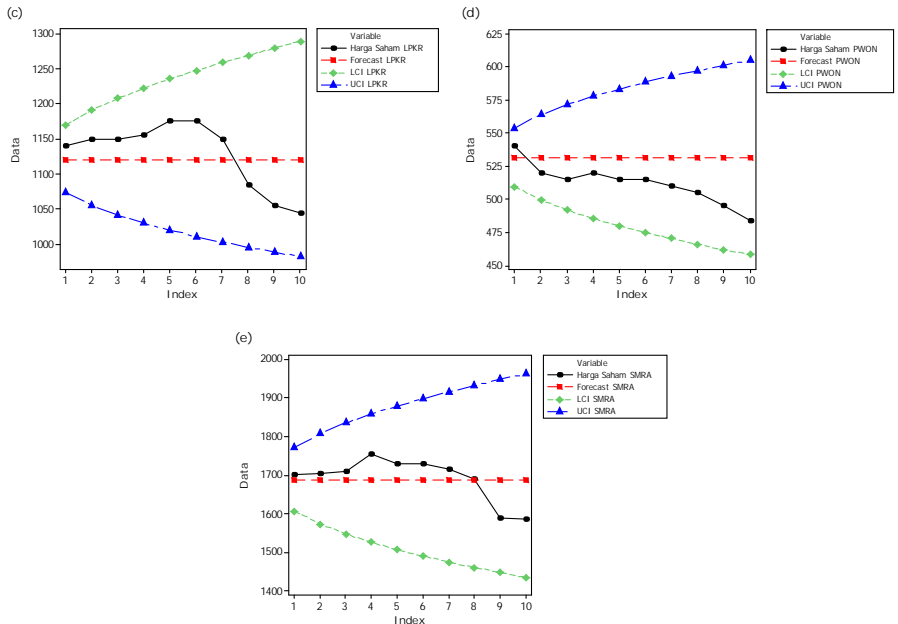 (c)
1300
1250
1200
1150
1100
1050
1000
Data
1 2 3 4 5 6 7 8 9 10
Index
Variable
Harga Saham LPKR
Forecast LPKR
LCI LPKR
UCI LPKR
(d)
625
600
575
550
525
500
475
450
Data
1 2 3 4 5 6 7 8 9 10
Index
Variable
Harga Saham PWON
Forecast PWON
LCI PWON
UCI PWON
(e)
2000
1900
1800
1700
1600
1500
1400
Data
1 2 3 4 5 6 7 8 9 10
Index
Variable
Harga Saham SMRA
Forecast SMRA
LCI SMRA
UCI SMRA